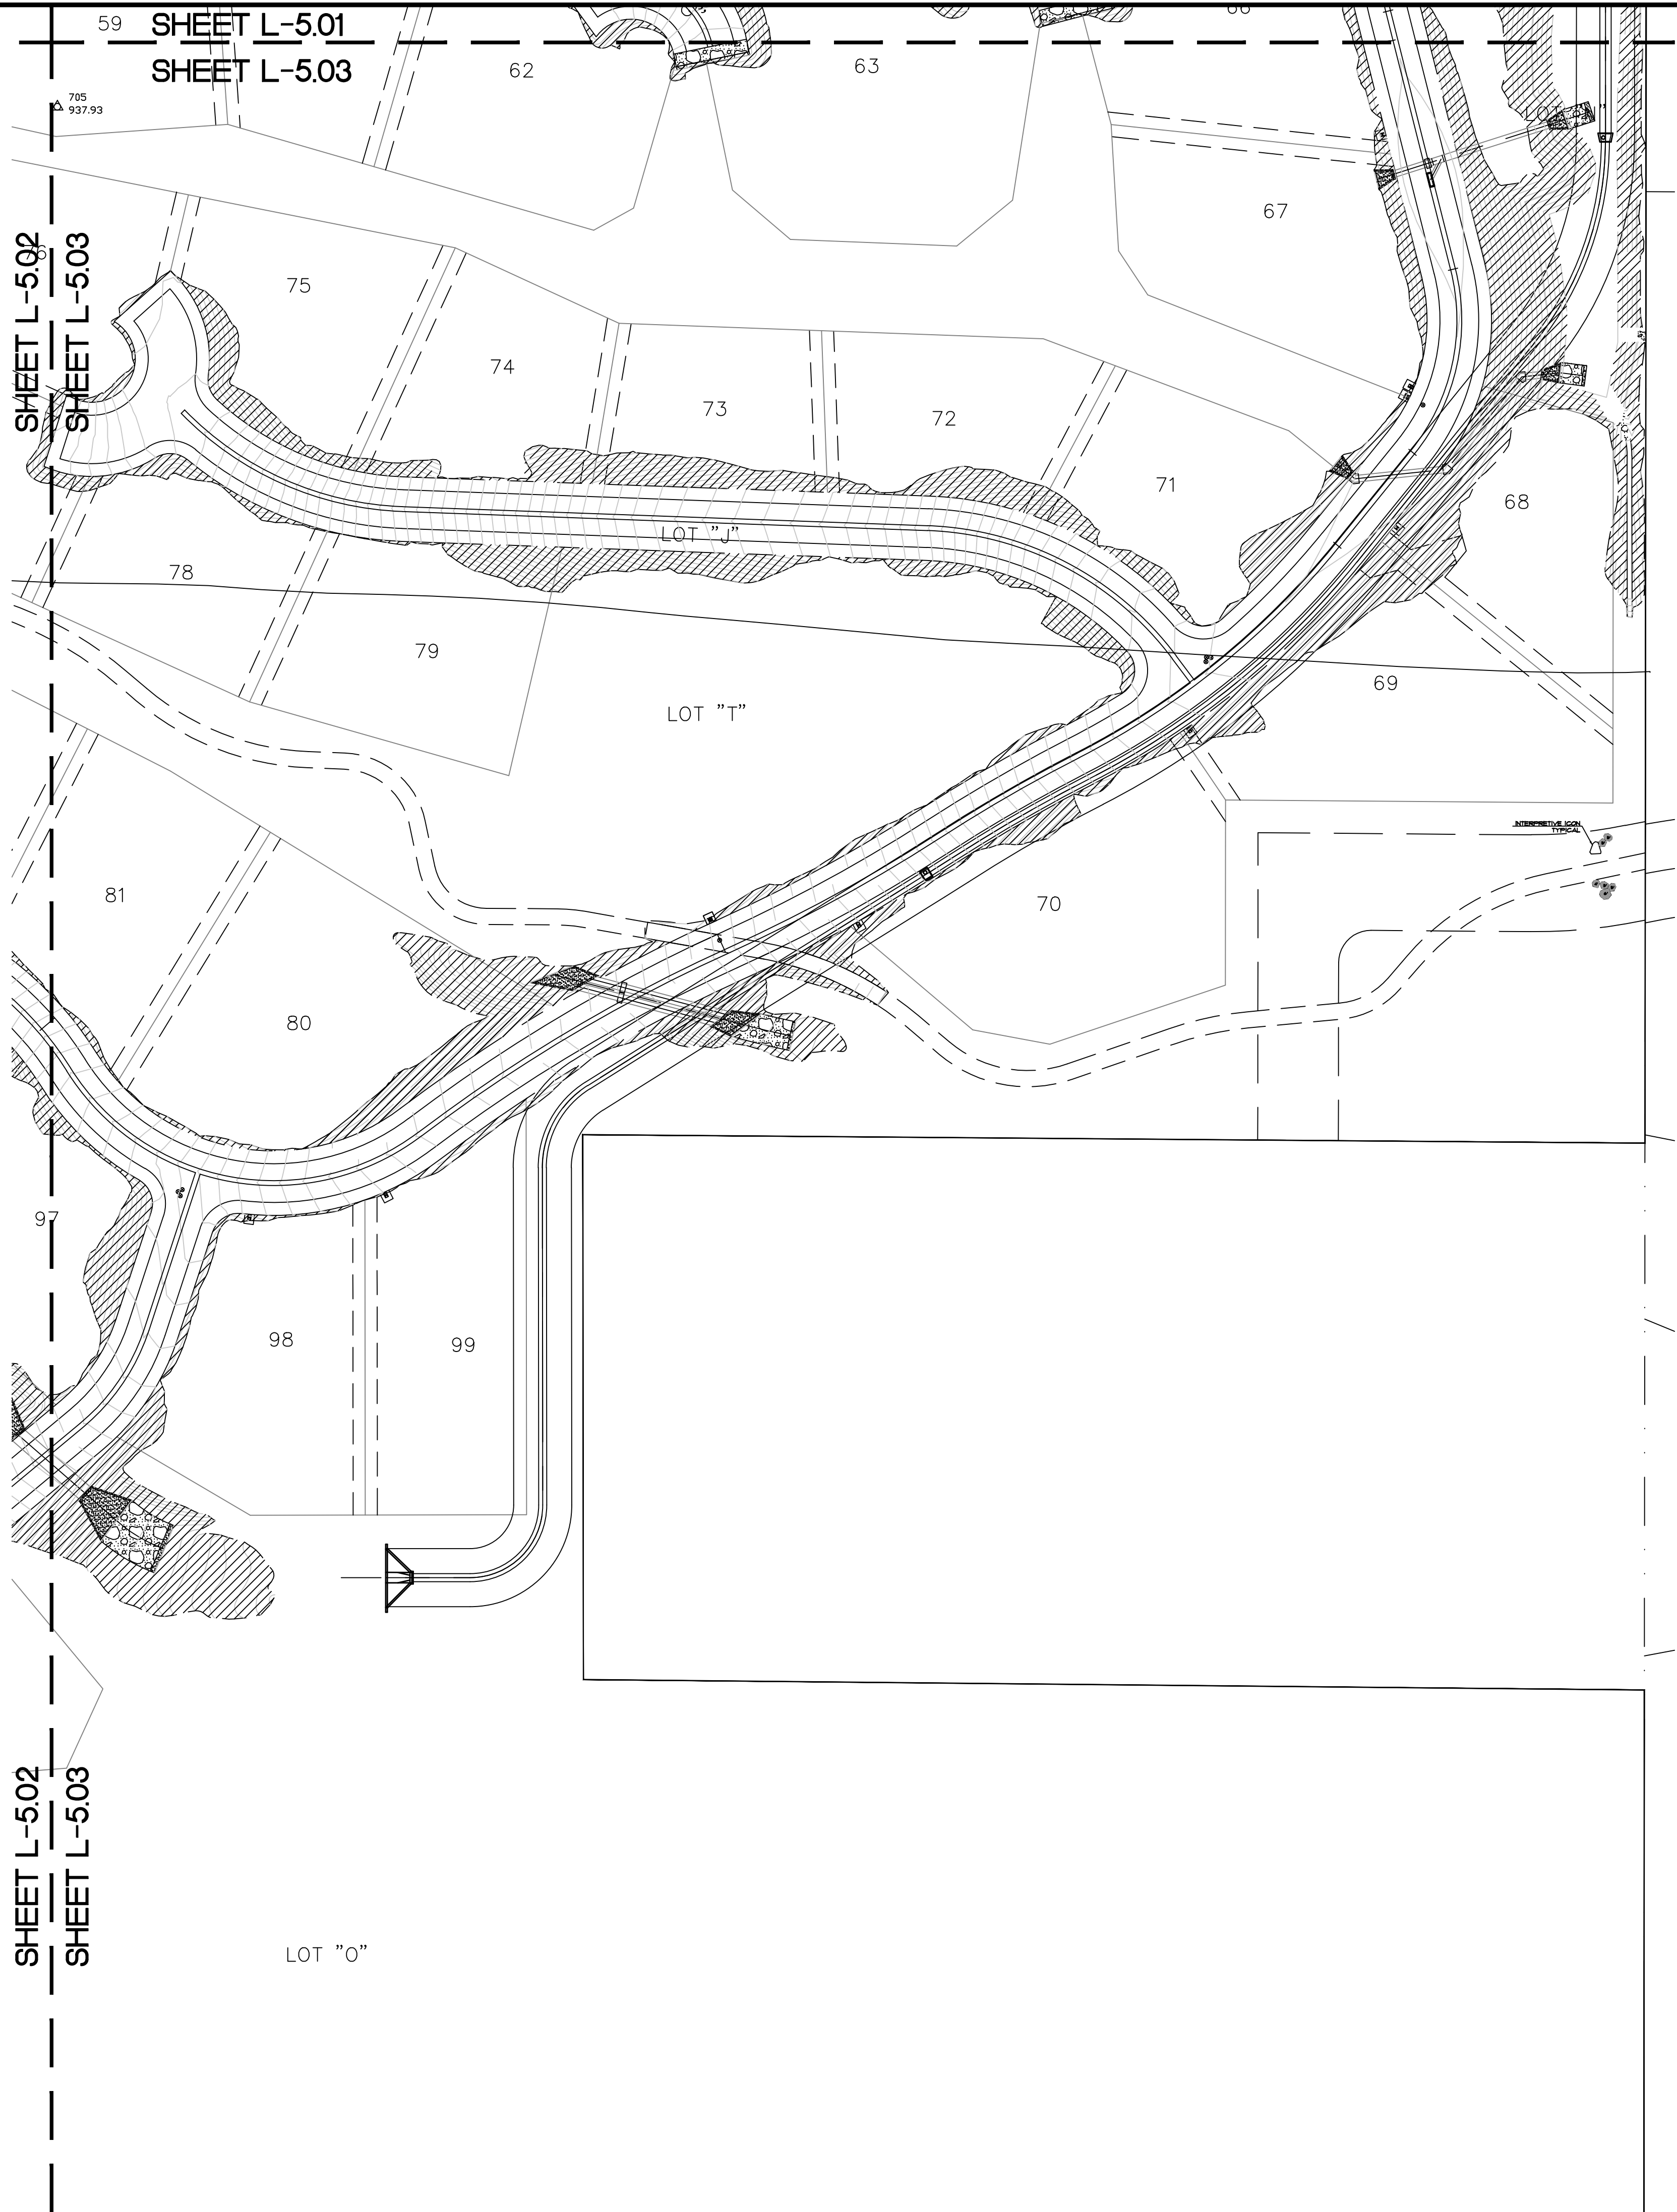 59
SHEET L-5.01
SHEET L-5.03
62
63
66
705
937.93
67
SHEET L-5.02
SHEET L-5.03
76
75
74
73
72
71
68
LOT "J"
78
79
69
LOT "T"
INTERPRETIVE ICON
TYPICAL
81
70
80
97
98
99
SHEET L-5.02
SHEET L-5.03
LOT "O"